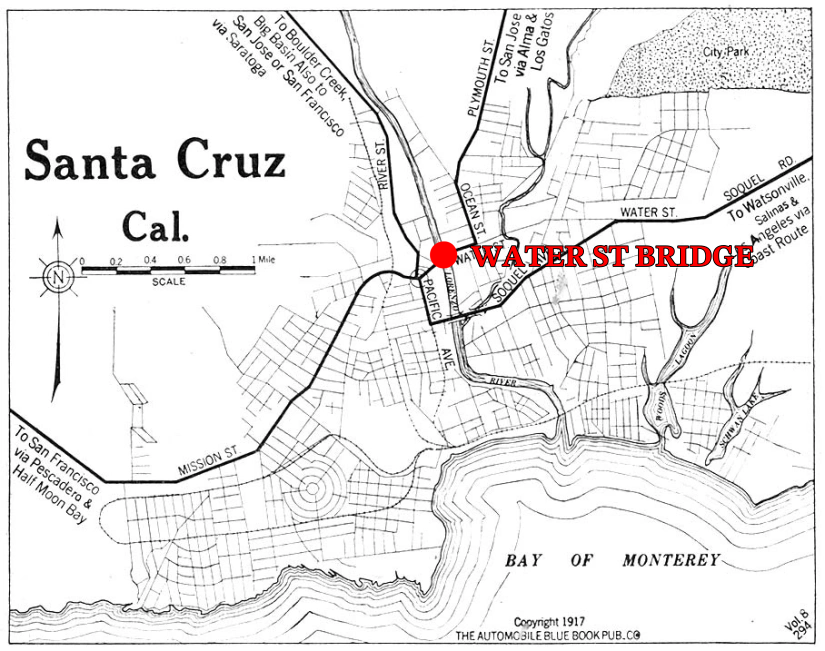 To Boulder Creek,
Big Basin Also to
San Jose or San Francisco
via Saratoga
PLYMOUTH ST.
To San Jose
via Alma &
Los Gatos
City Park
Santa Cruz
Cal.
0 0.2 0.4 0.6 0.8 1 Mile
SCALE
N
RIVER ST.
OCEAN ST.
WATER ST.
SOQUEL RD.
To Watsonville,
Salinas &
Angeles via
oast Route
WATER ST BRIDGE
WATER ST
SOQUEL
PACIFIC
AVE.
RIVER
LAGOON
WOODS
SCHWAN LAKE
MISSION ST
To San Francisco
via Pescadero &
Half Moon Bay
BAY OF MONTEREY
Copyright 1917
THE AUTOMOBILE BLUE BOOK PUB. CO
Vol. 8
294